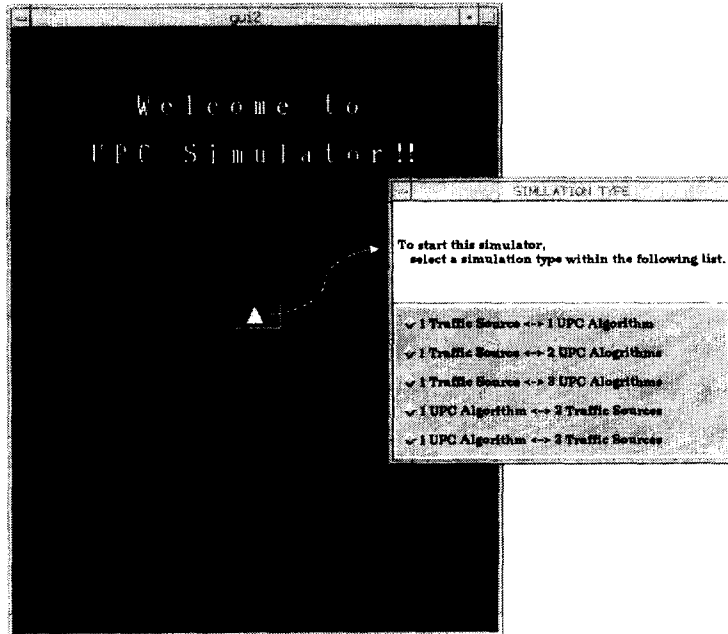 gui2
Welcome to
UPC Simulator!!
SIMULATION TYPE
To start this simulator,
select a simulation type within the following list.
1 Traffic Source <-> 1 UPC Algorithm
1 Traffic Source <-> 2 UPC Alogrithms
1 Traffic Source <-> 3 UPC Alogrithms
1 UPC Algorithm <-> 2 Traffic Sources
1 UPC Algorithm <-> 3 Traffic Sources